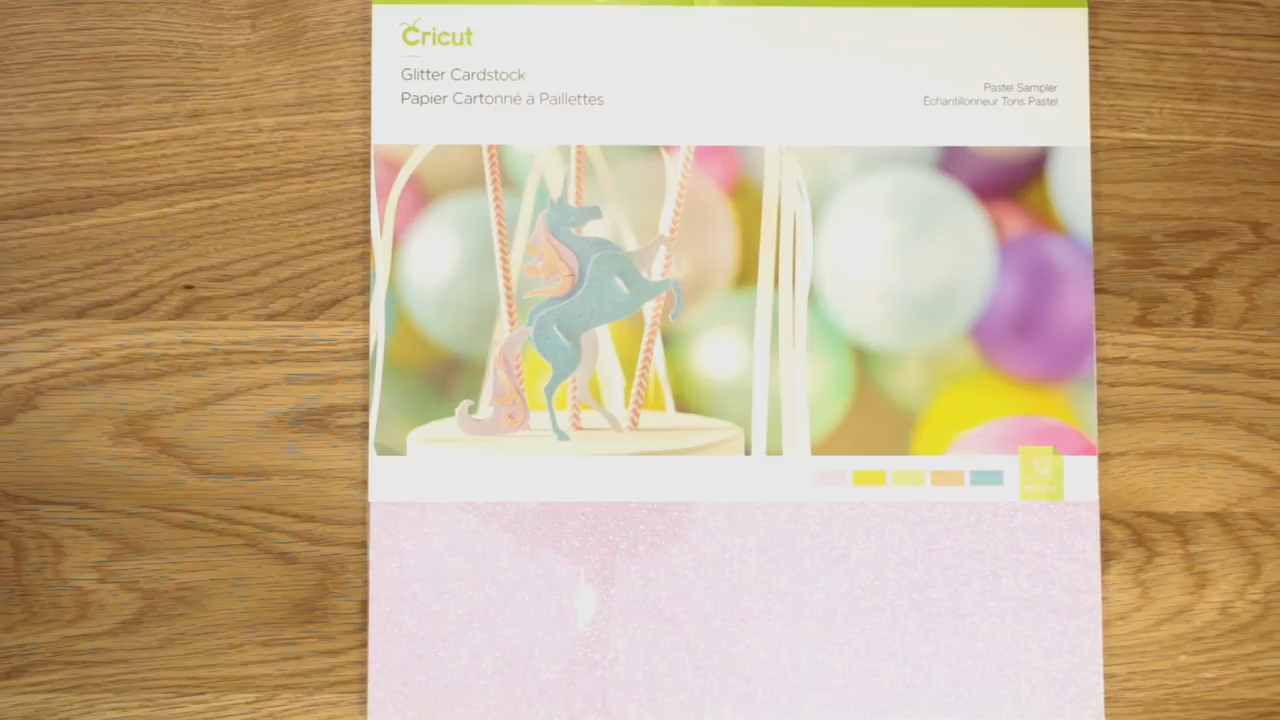 Cricut
Glitter Cardstock
Papier Cartonné à Paillettes
Pastel Sampler
Échantillonneur Tons Pastel
12